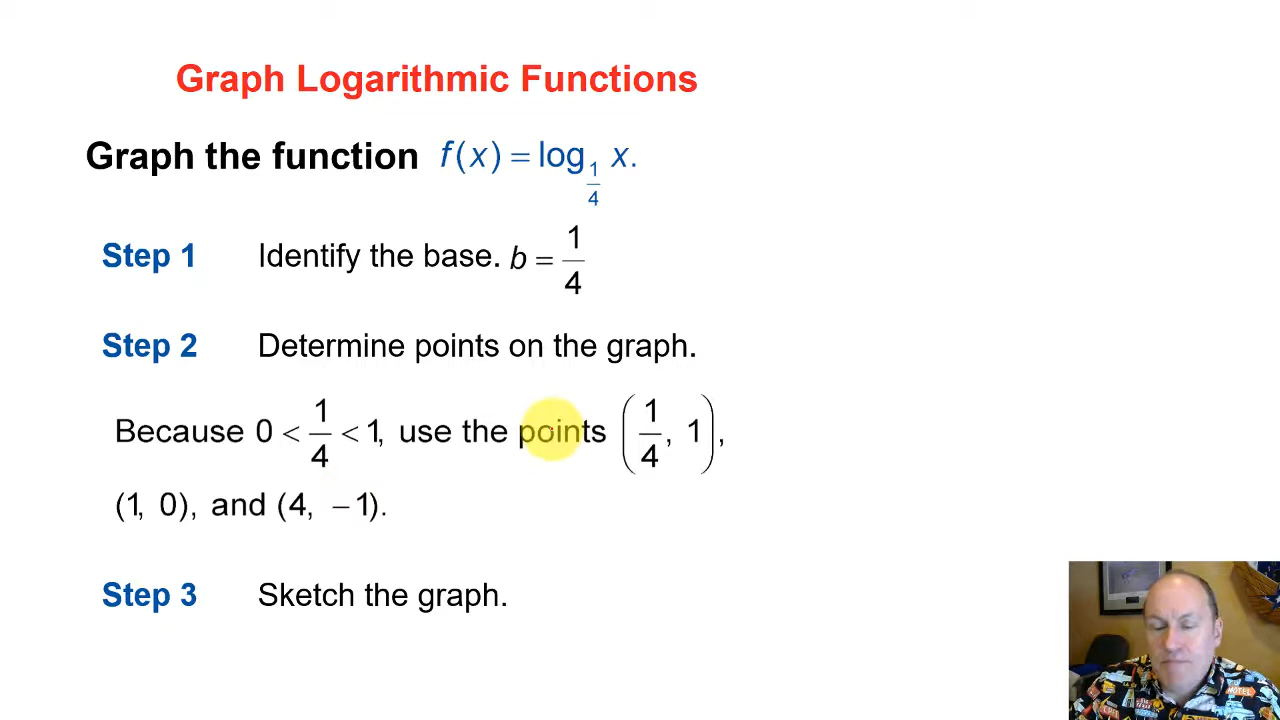 Graph Logarithmic Functions
Graph the function f(x) = log_{1/4} x.
Step 1 Identify the base. b = 1/4
Step 2 Determine points on the graph.
Because 0 < 1/4 < 1, use the points (1/4, 1),
(1, 0), and (4, −1).
Step 3 Sketch the graph.